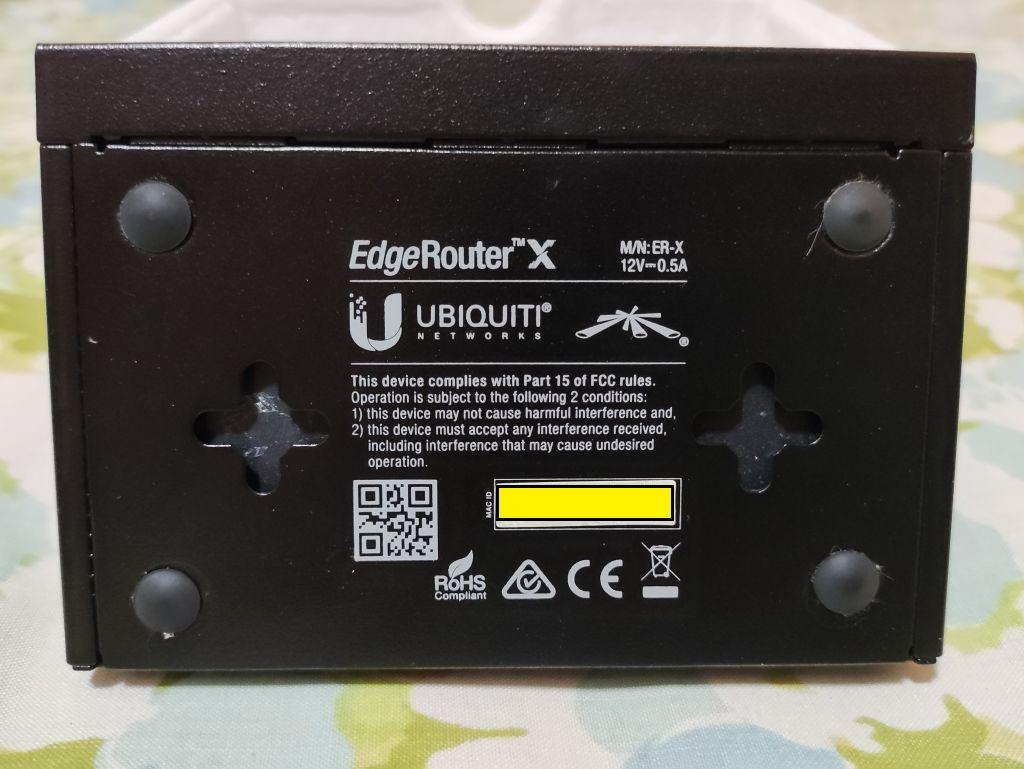 EdgeRouter™ X
M/N: ER-X
12V⎓0.5A
UBIQUITI®
NETWORKS
®
This device complies with Part 15 of FCC rules.
Operation is subject to the following 2 conditions:
1) this device may not cause harmful interference and,
2) this device must accept any interference received,
including interference that may cause undesired
operation.
MAC ID
RoHS
Compliant
CE